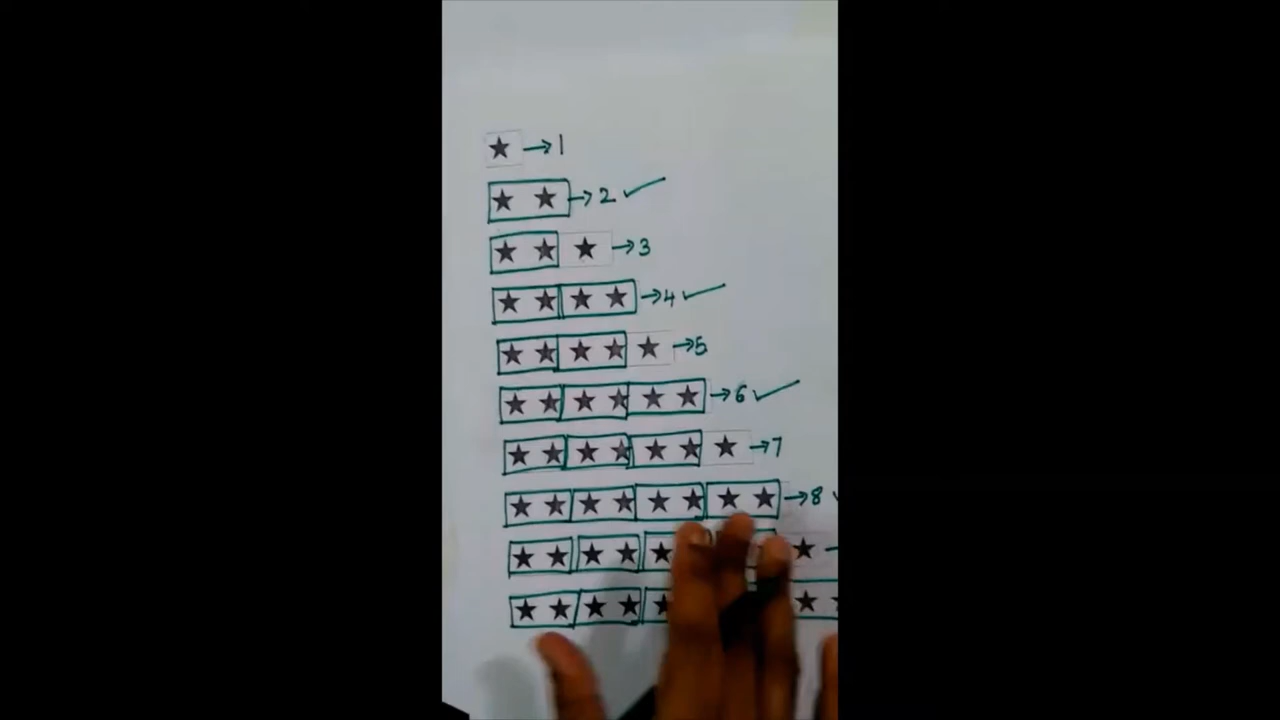 ★ →1
★ ★ →2 ✓
★ ★ ★ →3
★ ★ ★ ★ →4 ✓
★ ★ ★ ★ ★ →5
★ ★ ★ ★ ★ ★ →6 ✓
★ ★ ★ ★ ★ ★ ★ →7
★ ★ ★ ★ ★ ★ ★ ★ →8 ✓